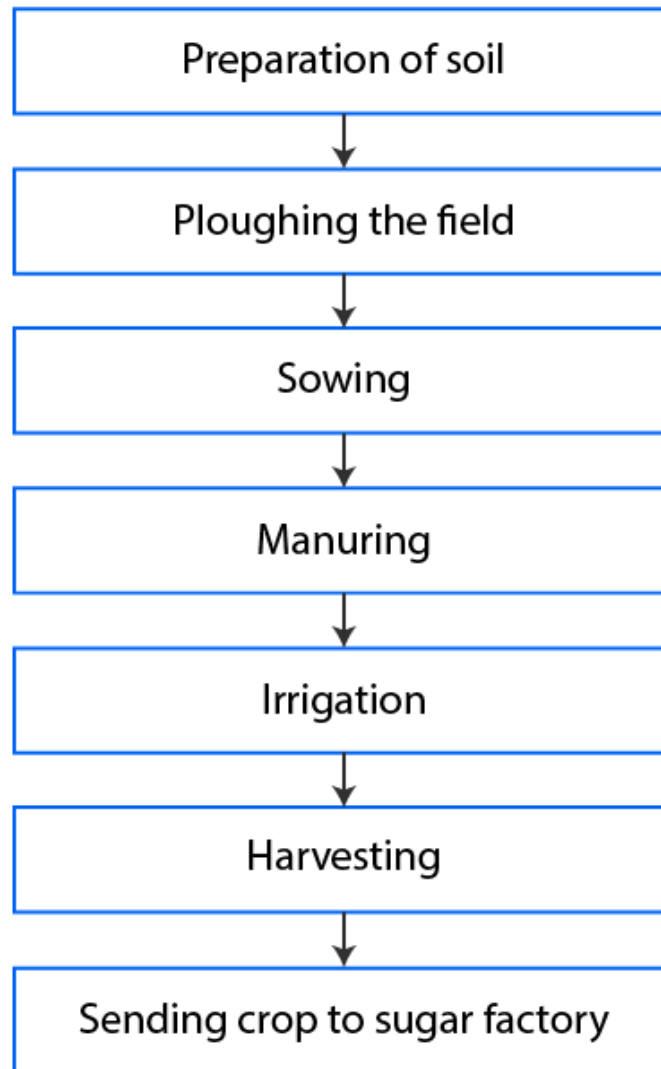 Preparation of soil
Ploughing the field
Sowing
Manuring
Irrigation
Harvesting
Sending crop to sugar factory